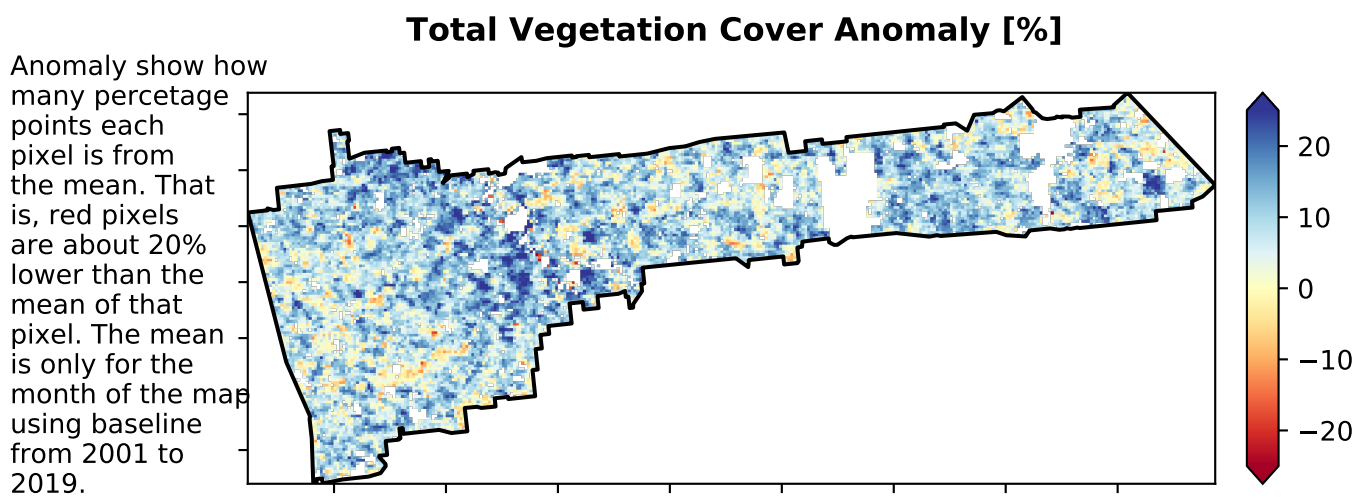 Total Vegetation Cover Anomaly [%]
Anomaly show how
many percetage
points each
pixel is from
the mean. That
is, red pixels
are about 20%
lower than the
mean of that
pixel. The mean
is only for the
month of the map
using baseline
from 2001 to
2019.
20
10
0
−10
−20